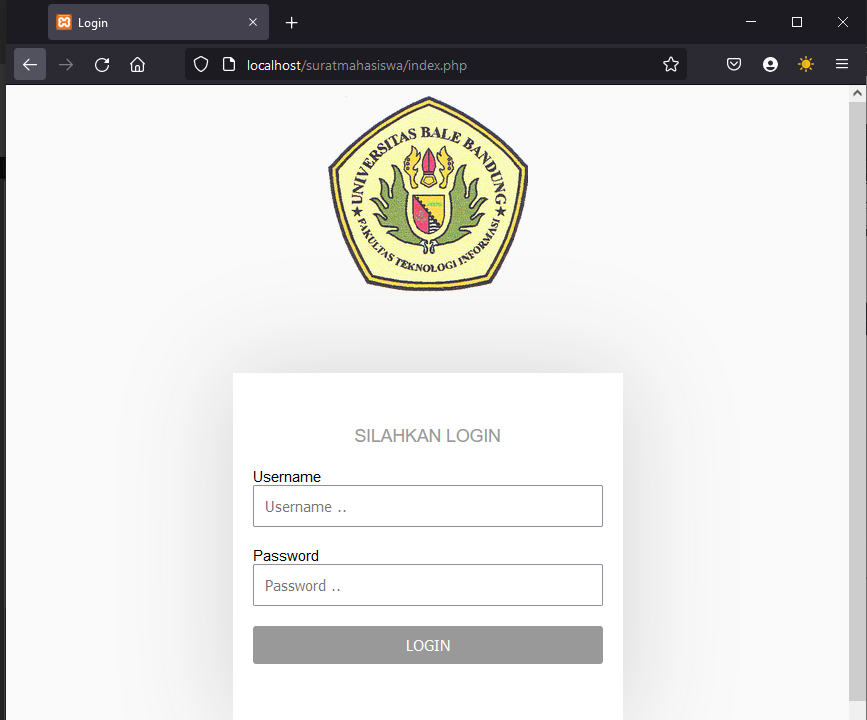 Login
localhost/suratmahasiswa/index.php
UNIVERSITAS BALE BANDUNG
FAKULTAS TEKNOLOGI INFORMASI
SILAHKAN LOGIN
Username
Username ..
Password
Password ..
LOGIN